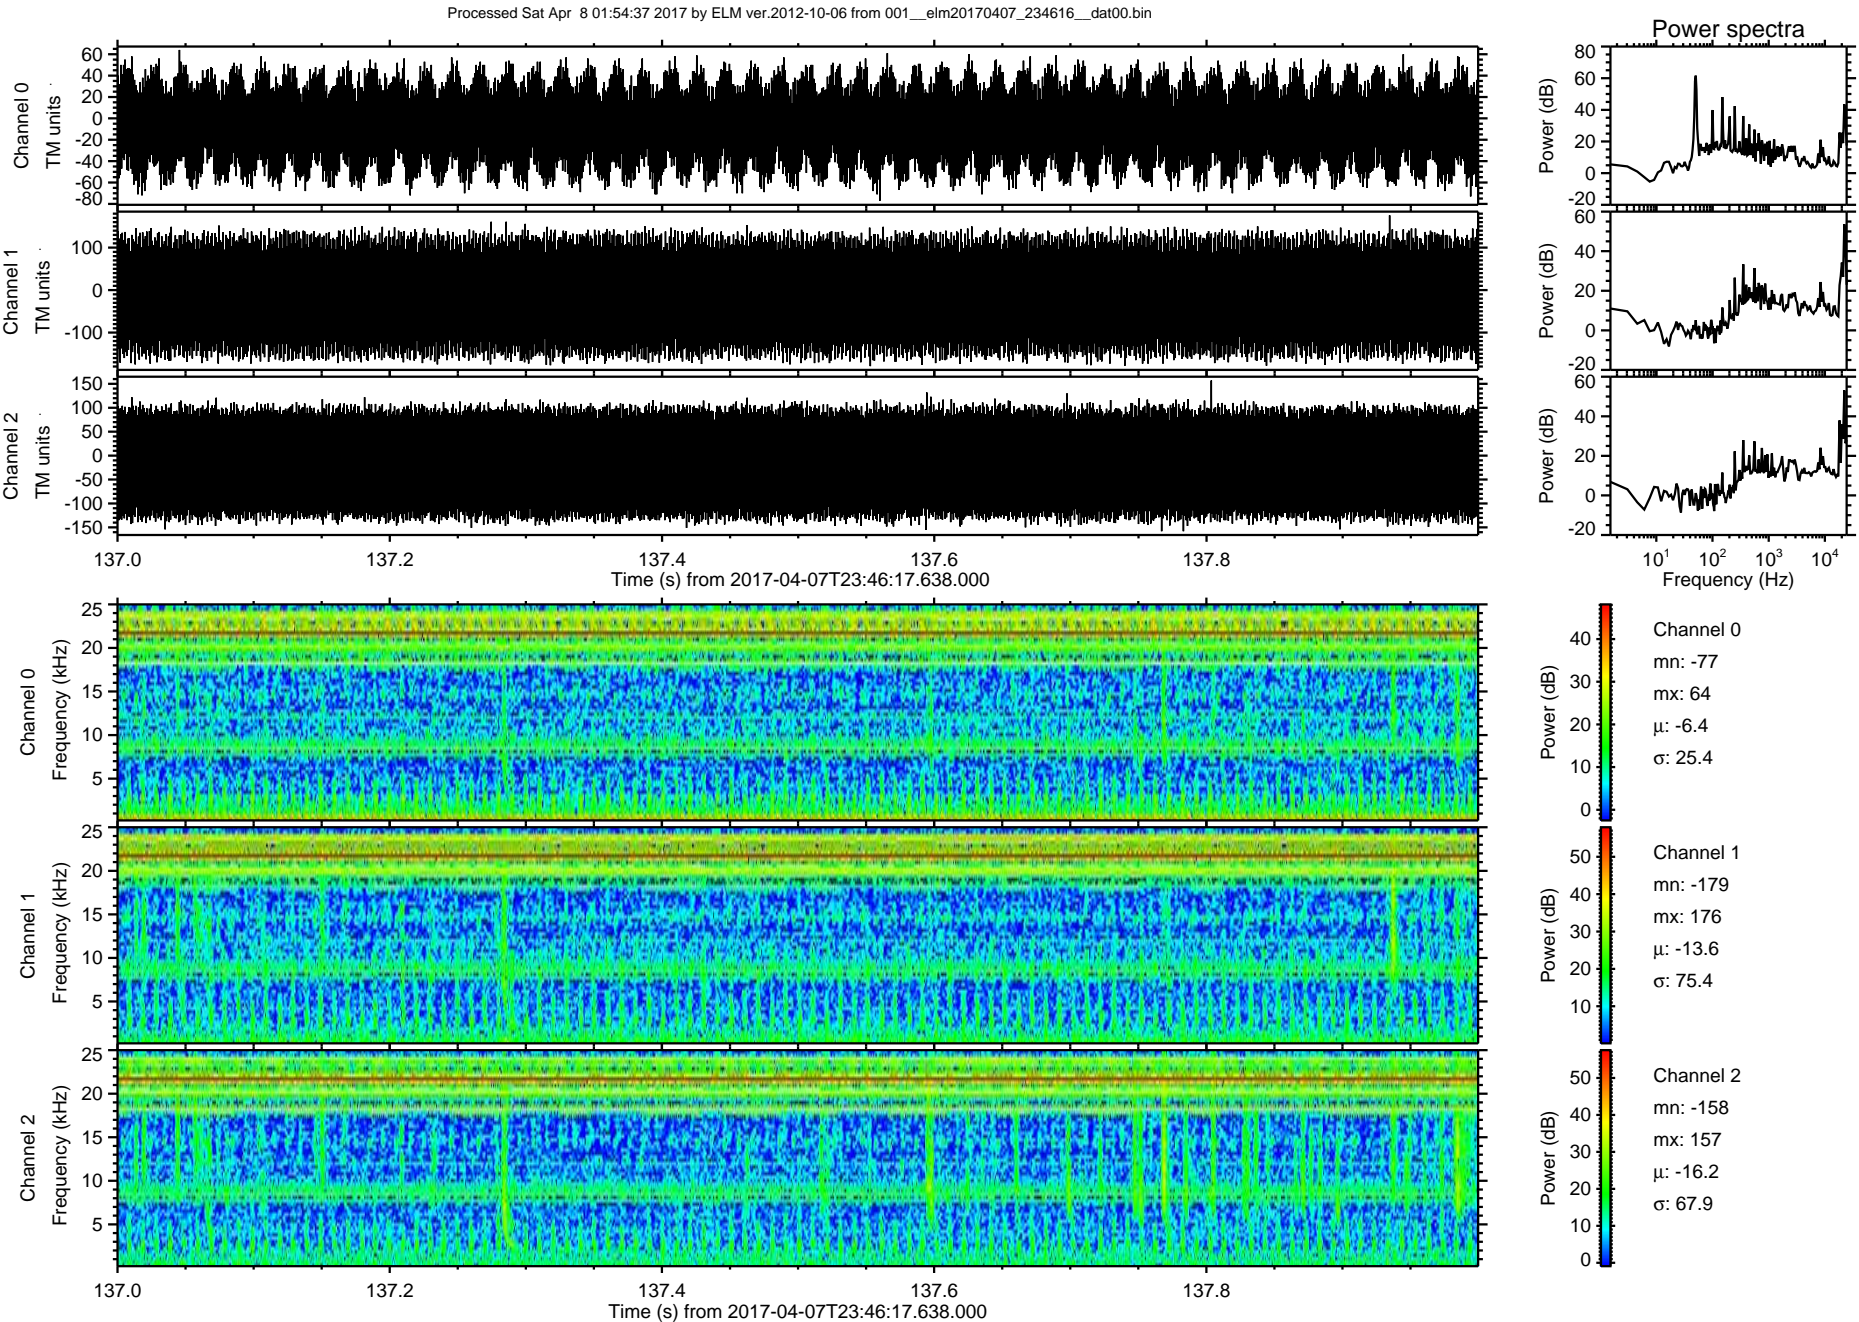 Processed Sat Apr  8 01:54:37 2017 by ELM ver.2012-10-06 from 001__elm20170407_234616__dat00.bin
Power spectra
Channel 0
TM units
60
40
20
0
-20
-40
-60
-80
Power (dB)
80
60
40
20
0
-20
Channel 1
TM units
100
0
-100
Power (dB)
60
40
20
0
-20
Channel 2
TM units
150
100
50
0
-50
-100
-150
Power (dB)
60
40
20
0
-20
137.0 137.2 137.4 137.6 137.8
Time (s) from 2017-04-07T23:46:17.638.000
10¹ 10² 10³ 10⁴
Frequency (Hz)
Channel 0
Frequency (kHz)
25
20
15
10
5
Power (dB)
40
30
20
10
0
Channel 0
mn: -77
mx: 64
μ: -6.4
σ: 25.4
Channel 1
Frequency (kHz)
25
20
15
10
5
Power (dB)
50
40
30
20
10
Channel 1
mn: -179
mx: 176
μ: -13.6
σ: 75.4
Channel 2
Frequency (kHz)
25
20
15
10
5
Power (dB)
50
40
30
20
10
0
Channel 2
mn: -158
mx: 157
μ: -16.2
σ: 67.9
137.0 137.2 137.4 137.6 137.8
Time (s) from 2017-04-07T23:46:17.638.000